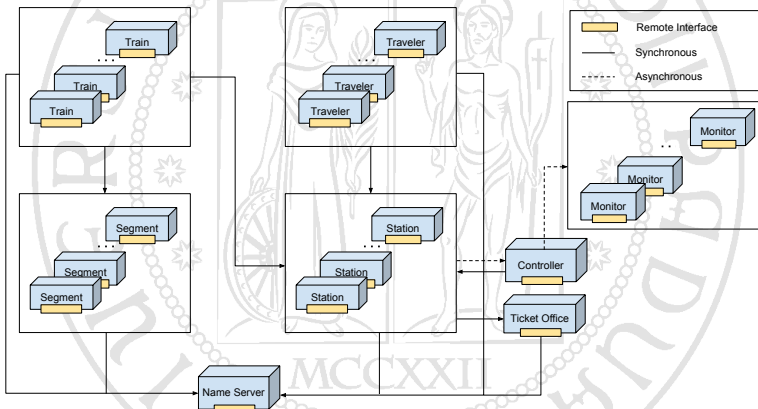 Train
Train
Train
Traveler
Traveler
Traveler
Remote Interface
Synchronous
Asynchronous
Monitor
Monitor
Monitor
Segment
Segment
Segment
Station
Station
Station
Controller
Ticket Office
Name Server
MCCXXII